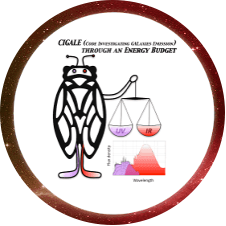 CIGALE (Code Investigating GALaxies Emission)
through an Energy Budget
UV
IR
Flux density
Wavelength